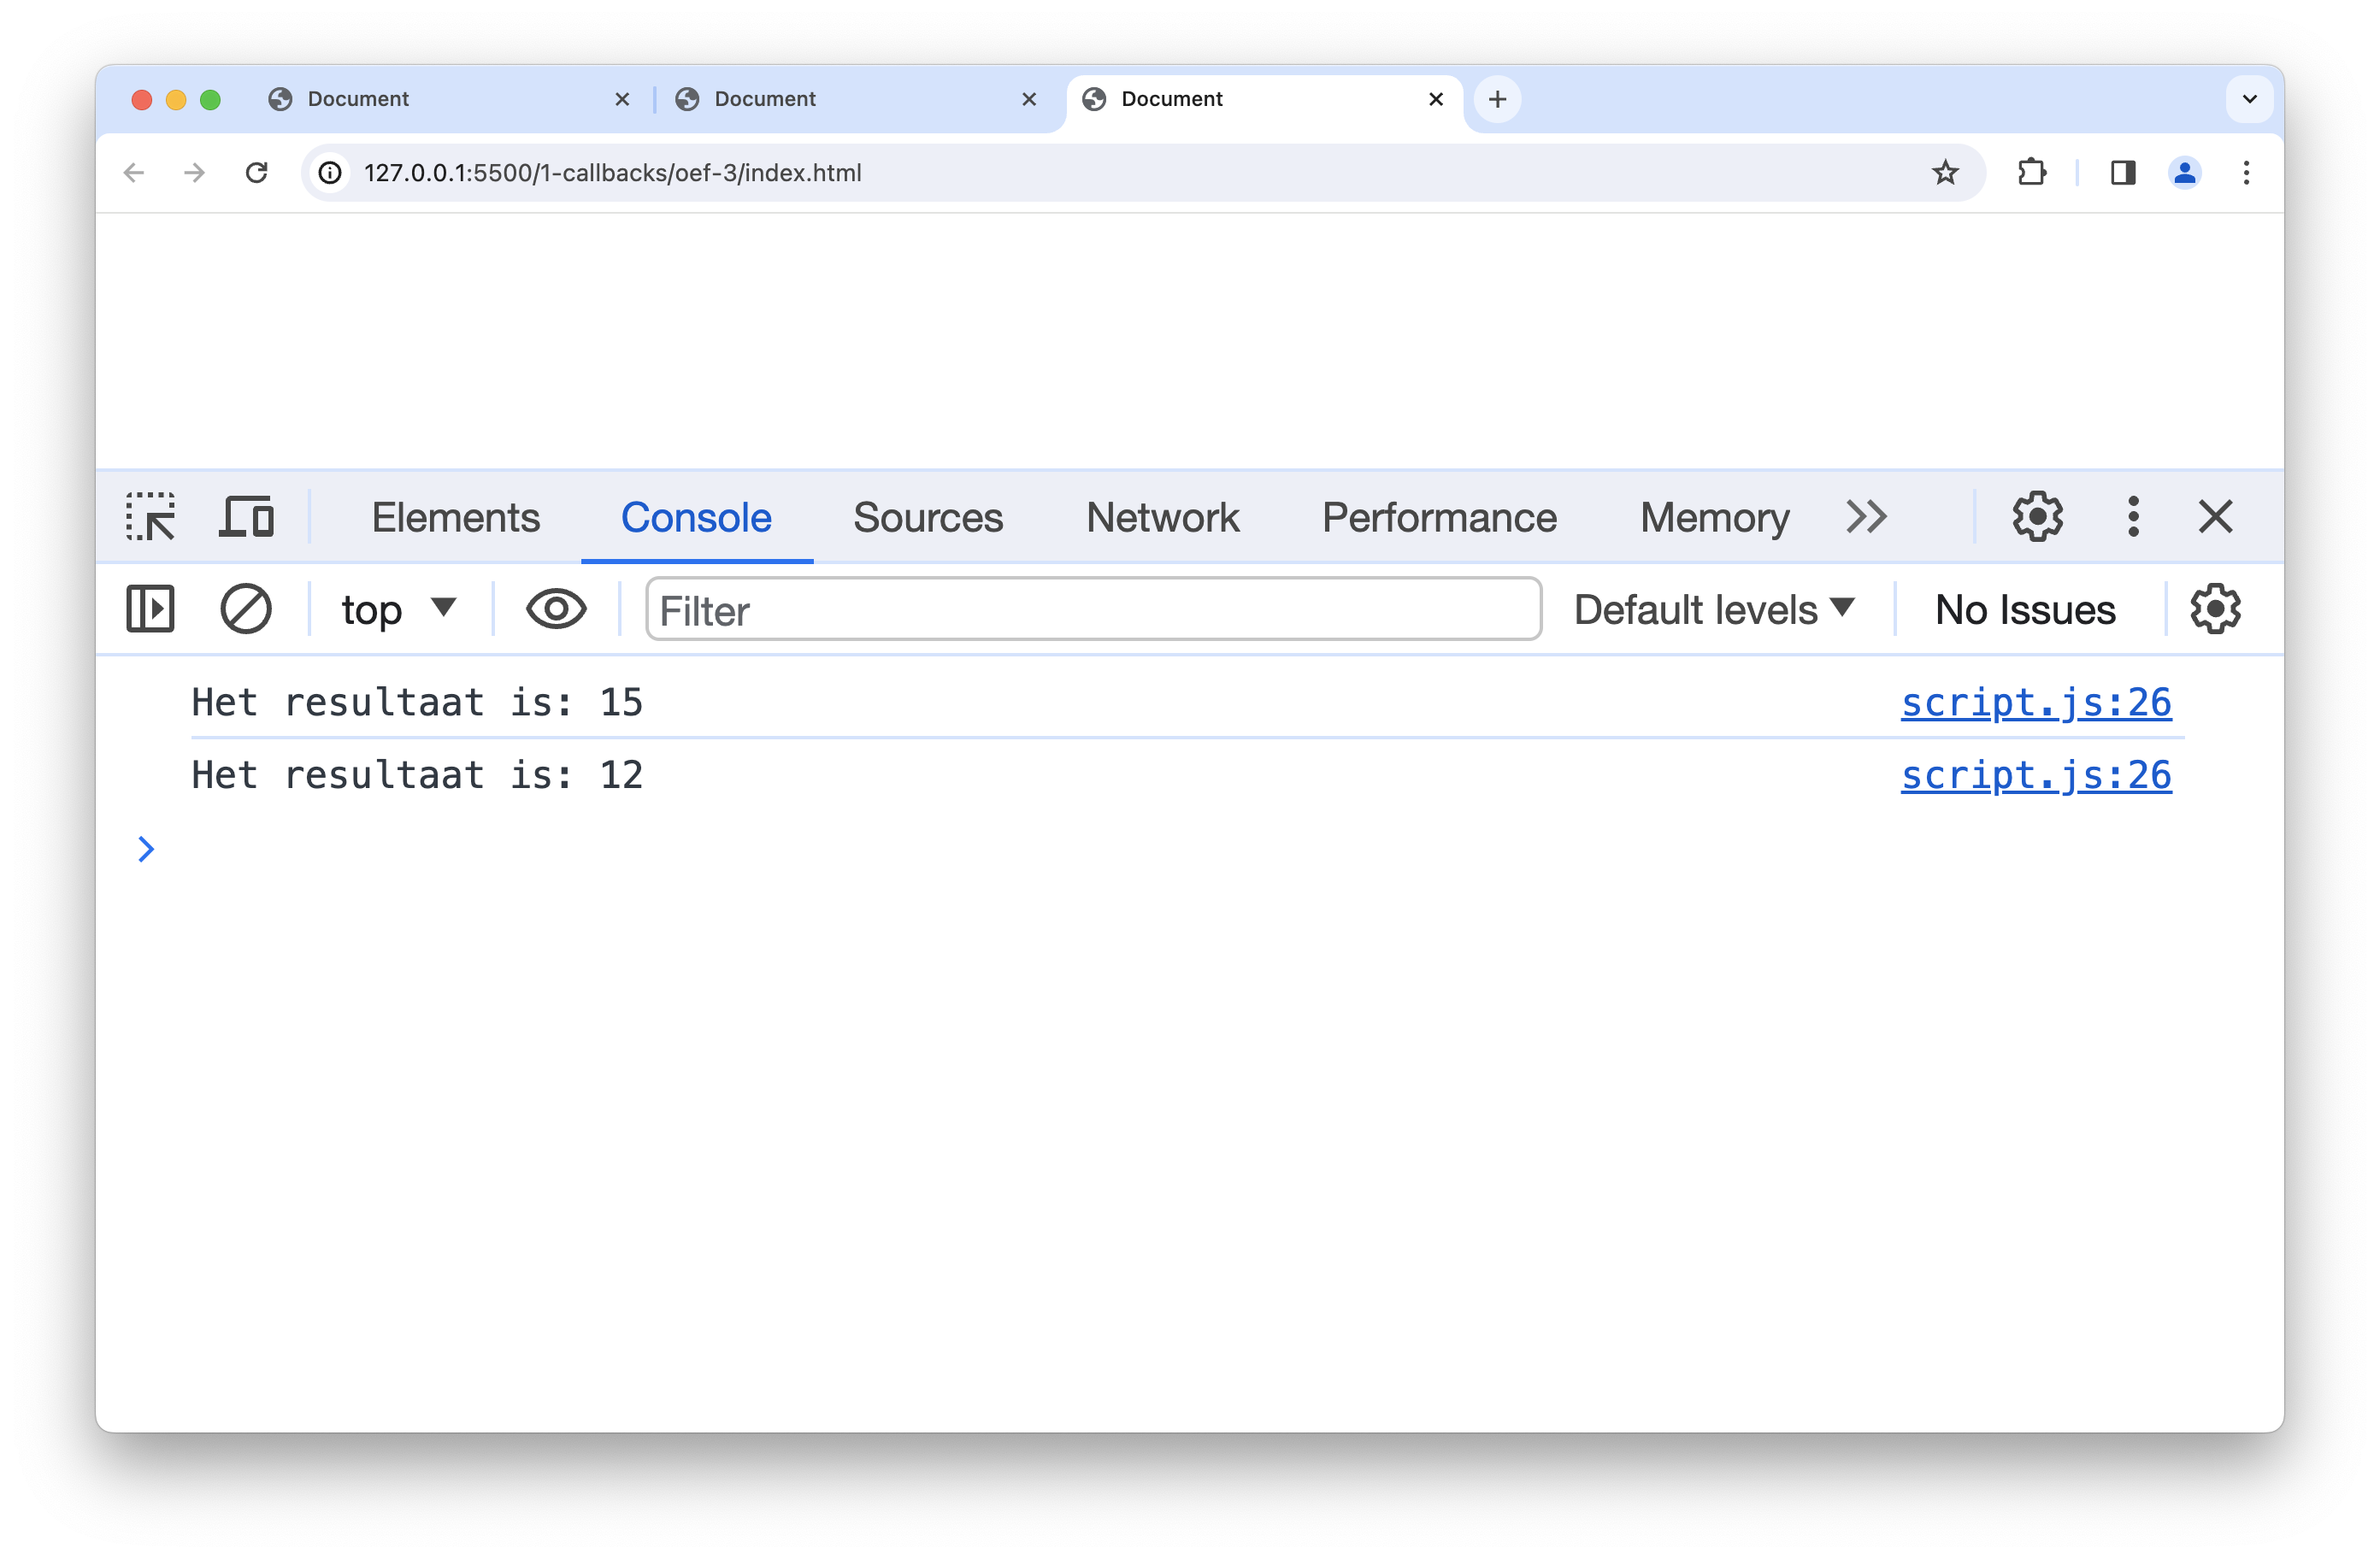 Document Document Document
127.0.0.1:5500/1-callbacks/oef-3/index.html
Elements Console Sources Network Performance Memory
top Filter Default levels No Issues
Het resultaat is: 15 script.js:26
Het resultaat is: 12 script.js:26